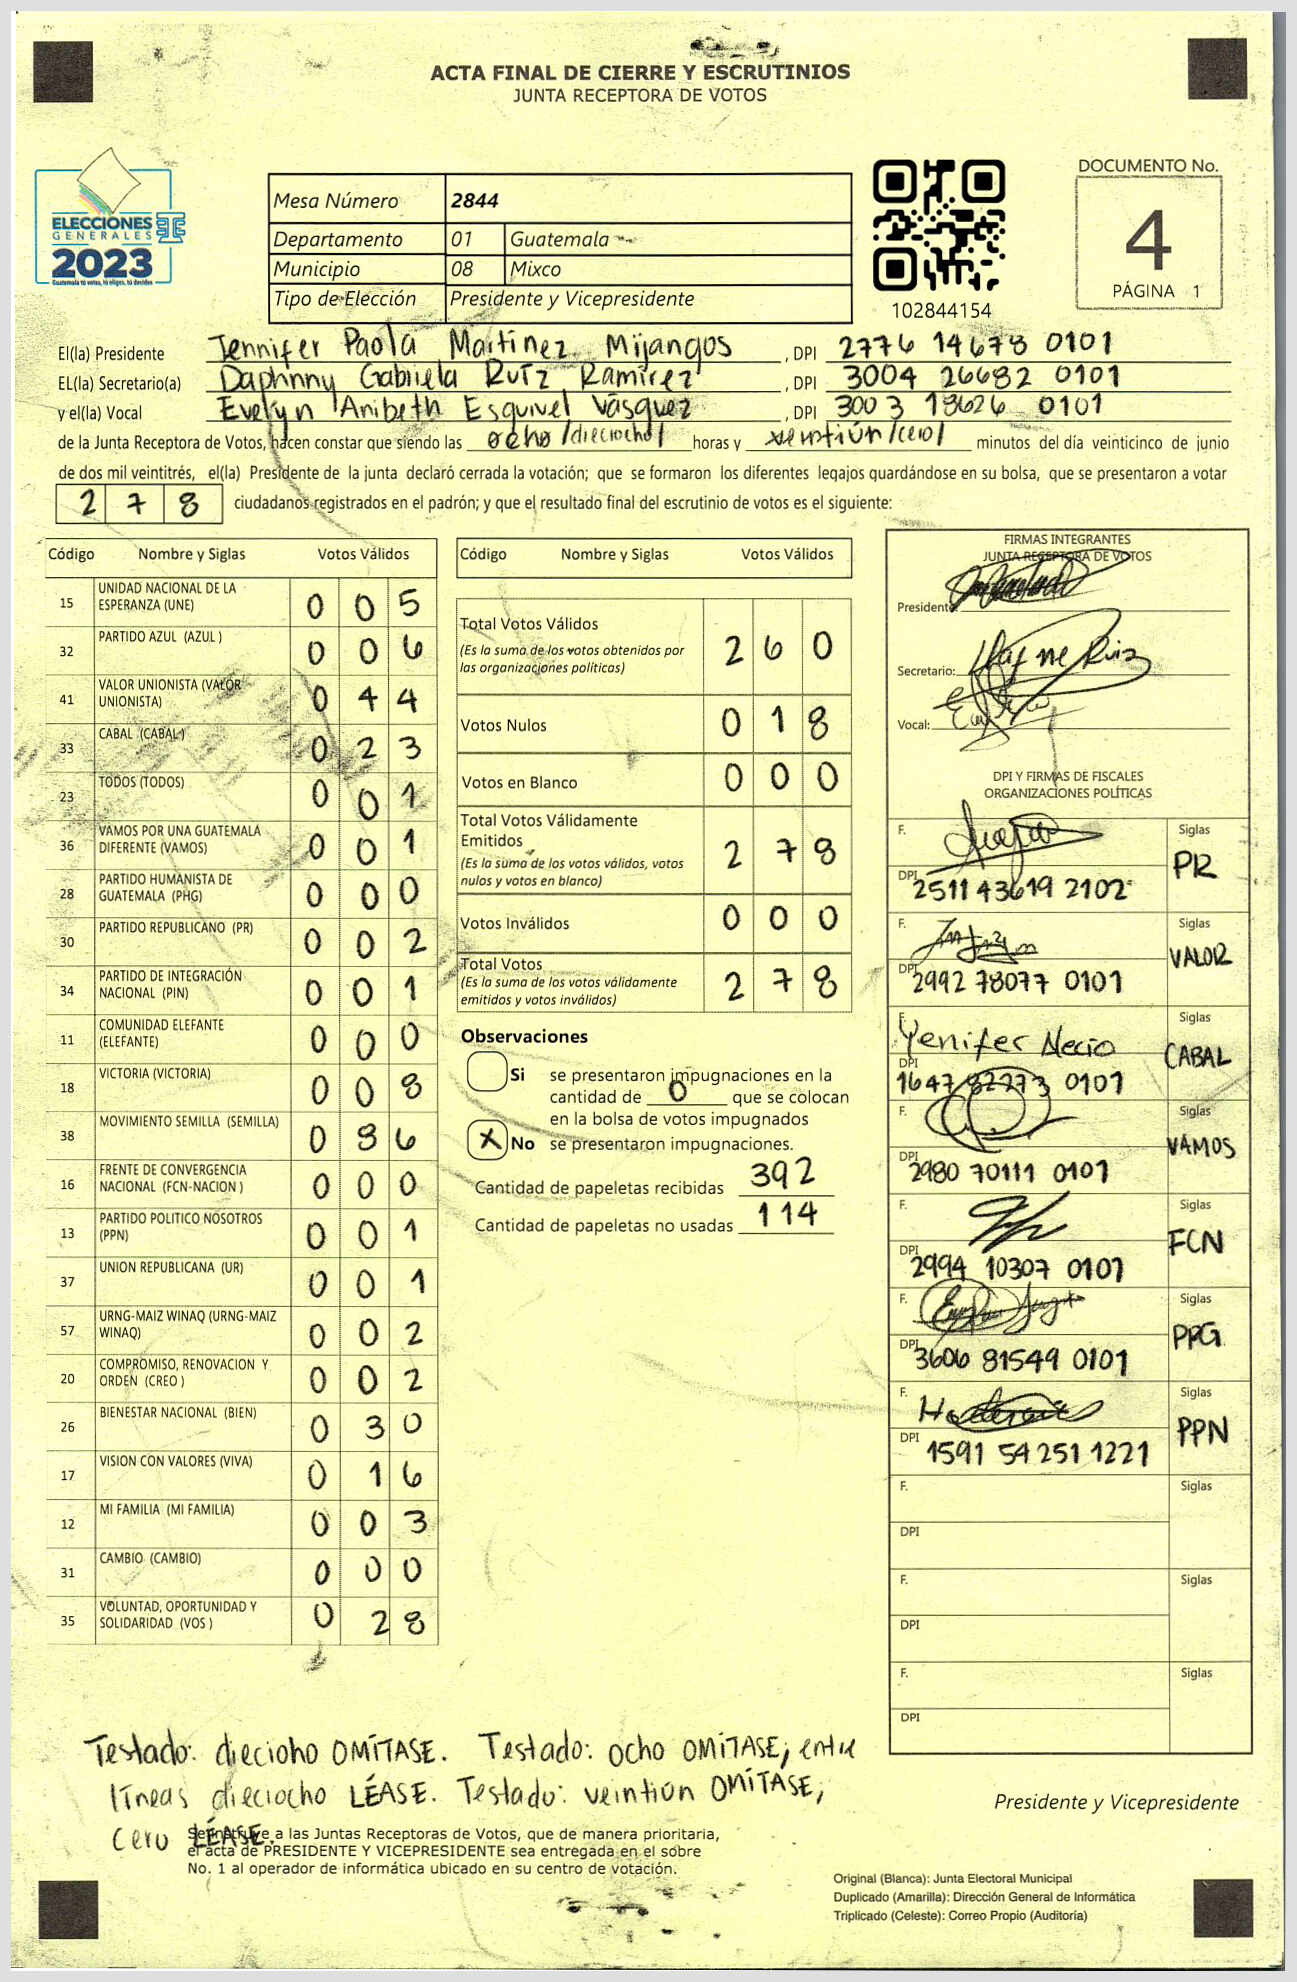 ACTA FINAL DE CIERRE Y ESCRUTINIOS
JUNTA RECEPTORA DE VOTOS
ELECCIONES
GENERALES
2023
Guatemala tú votas, tú eliges, tú decides
Mesa Número 2844
Departamento 01 Guatemala
Municipio 08 Mixco
Tipo de Elección Presidente y Vicepresidente
102844154
DOCUMENTO No.
4
PÁGINA 1
El(la) Presidente Jennifer Paola Martínez Mijangos, DPI 2776 14678 0101
EL(la) Secretario(a) Daphnny Gabriela Ruíz Ramírez, DPI 3004 26682 0101
y el(la) Vocal Evelyn Anibeth Esquivel Vásquez, DPI 3003 18626 0101
de la Junta Receptora de Votos, hacen constar que siendo las ocho /dieciocho/ horas y veintiún /cero/ minutos del día veinticinco de junio
de dos mil veintitrés, el(la) Presidente de la junta declaró cerrada la votación; que se formaron los diferentes legajos quardándose en su bolsa, que se presentaron a votar
278 ciudadanos registrados en el padrón; y que el resultado final del escrutinio de votos es el siguiente:
Código Nombre y Siglas Votos Válidos
15 UNIDAD NACIONAL DE LA ESPERANZA (UNE) 0 0 5
32 PARTIDO AZUL (AZUL ) 0 0 6
41 VALOR UNIONISTA (VALOR UNIONISTA) 0 4 4
33 CABAL (CABAL ) 0 2 3
23 TODOS (TODOS) 0 0 1
36 VAMOS POR UNA GUATEMALA DIFERENTE (VAMOS) 0 0 1
28 PARTIDO HUMANISTA DE GUATEMALA (PHG) 0 0 0
30 PARTIDO REPUBLICANO (PR) 0 0 2
34 PARTIDO DE INTEGRACIÓN NACIONAL (PIN) 0 0 1
11 COMUNIDAD ELEFANTE (ELEFANTE) 0 0 0
18 VICTORIA (VICTORIA) 0 0 8
38 MOVIMIENTO SEMILLA (SEMILLA) 0 8 6
16 FRENTE DE CONVERGENCIA NACIONAL (FCN-NACION ) 0 0 0
13 PARTIDO POLITICO NOSOTROS (PPN) 0 0 1
37 UNION REPUBLICANA (UR) 0 0 1
57 URNG-MAIZ WINAQ (URNG-MAIZ WINAQ) 0 0 2
20 COMPROMISO, RENOVACION Y ORDEN (CREO ) 0 0 2
26 BIENESTAR NACIONAL (BIEN) 0 3 0
17 VISION CON VALORES (VIVA) 0 1 6
12 MI FAMILIA (MI FAMILIA) 0 0 3
31 CAMBIO (CAMBIO) 0 0 0
35 VOLUNTAD, OPORTUNIDAD Y SOLIDARIDAD (VOS ) 0 2 8
Código Nombre y Siglas Votos Válidos
Total Votos Válidos 2 6 0
(Es la suma de los votos obtenidos por
las organizaciones políticas)
Votos Nulos 0 1 8
Votos en Blanco 0 0 0
Total Votos Válidamente
Emitidos 2 7 8
(Es la suma de los votos válidos, votos
nulos y votos en blanco)
Votos Inválidos 0 0 0
Total Votos 2 7 8
(Es la suma de los votos válidamente
emitidos y votos inválidos)
Observaciones
Si se presentaron impugnaciones en la
cantidad de 0 que se colocan
en la bolsa de votos impugnados
X No se presentaron impugnaciones.
Cantidad de papeletas recibidas 392
Cantidad de papeletas no usadas 114
FIRMAS INTEGRANTES
JUNTA RECEPTORA DE VOTOS
Presidente:
Secretario:
Vocal:
DPI Y FIRMAS DE FISCALES
ORGANIZACIONES POLÍTICAS
F. Siglas PR
DPI 2511 43619 2102
F. Siglas VALOR
DPI 2992 78077 0101
F. Yenifer Necio Siglas CABAL
DPI 1647 82273 0101
F. Siglas VAMOS
DPI 2980 70111 0101
F. Siglas FCN
DPI 2994 10307 0101
F. Siglas PPG
DPI 3606 81549 0101
F. Siglas PPN
DPI 1591 54251 1221
F. Siglas
DPI
F. Siglas
DPI
F. Siglas
DPI
Testado: diecioho OMÍTASE. Testado: ocho OMÍTASE; entre
líneas dieciocho LÉASE. Testado: veintiún OMÍTASE;
cero LÉASE.
Se instruye a las Juntas Receptoras de Votos, que de manera prioritaria,
el acta de PRESIDENTE Y VICEPRESIDENTE sea entregada en el sobre
No. 1 al operador de informática ubicado en su centro de votación.
Presidente y Vicepresidente
Original (Blanca): Junta Electoral Municipal
Duplicado (Amarilla): Dirección General de Informática
Triplicado (Celeste): Correo Propio (Auditoría)